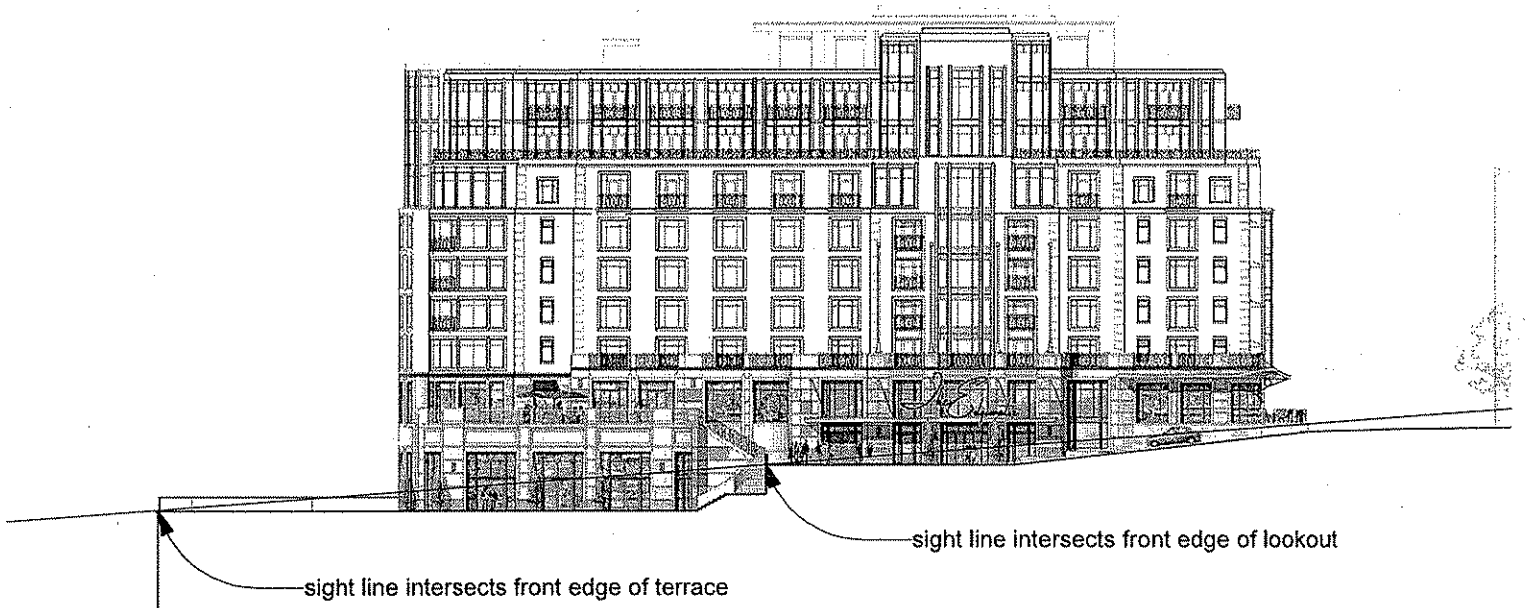 sight line intersects front edge of lookout
sight line intersects front edge of terrace